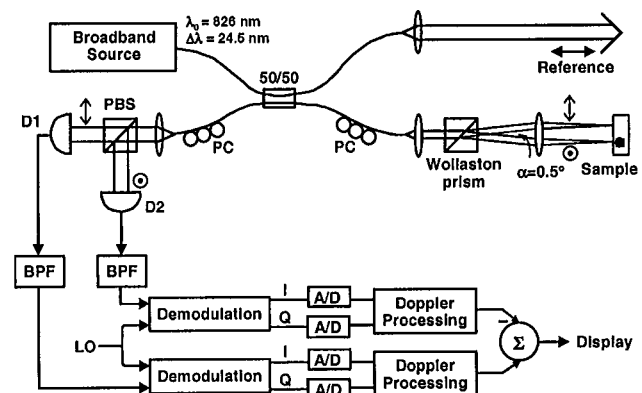 λ₀ = 826 nm
Δλ = 24.5 nm
Broadband
Source
50/50
Reference
D1
PBS
PC
PC
Wollaston
prism
α=0.5°
Sample
D2
BPF
BPF
Demodulation
I
Q
A/D
A/D
Doppler
Processing
LO
–
Σ
Display
Demodulation
I
Q
A/D
A/D
Doppler
Processing